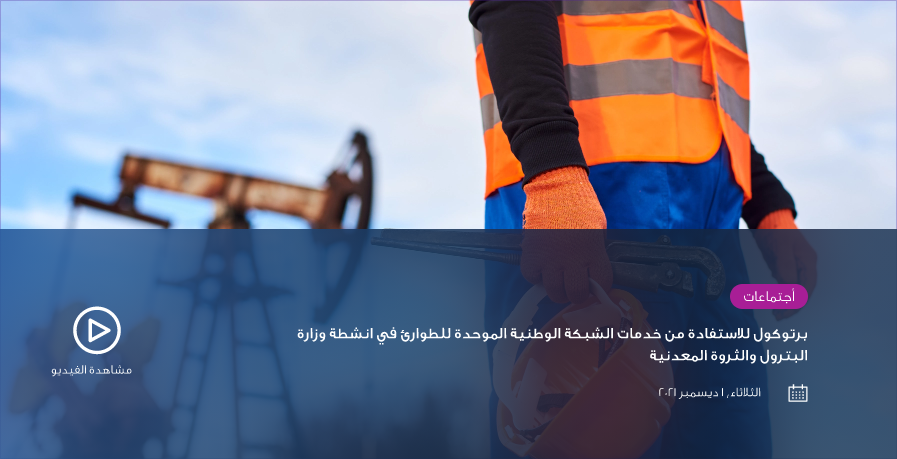 أجتماعات
برتوكول للاستفادة من خدمات الشبكة الوطنية الموحدة للطوارئ في انشطة وزارة
البترول والثروة المعدنية
الثلاثاء , ١ ديسمبر ٢٠٢١
مشاهدة الفيديو